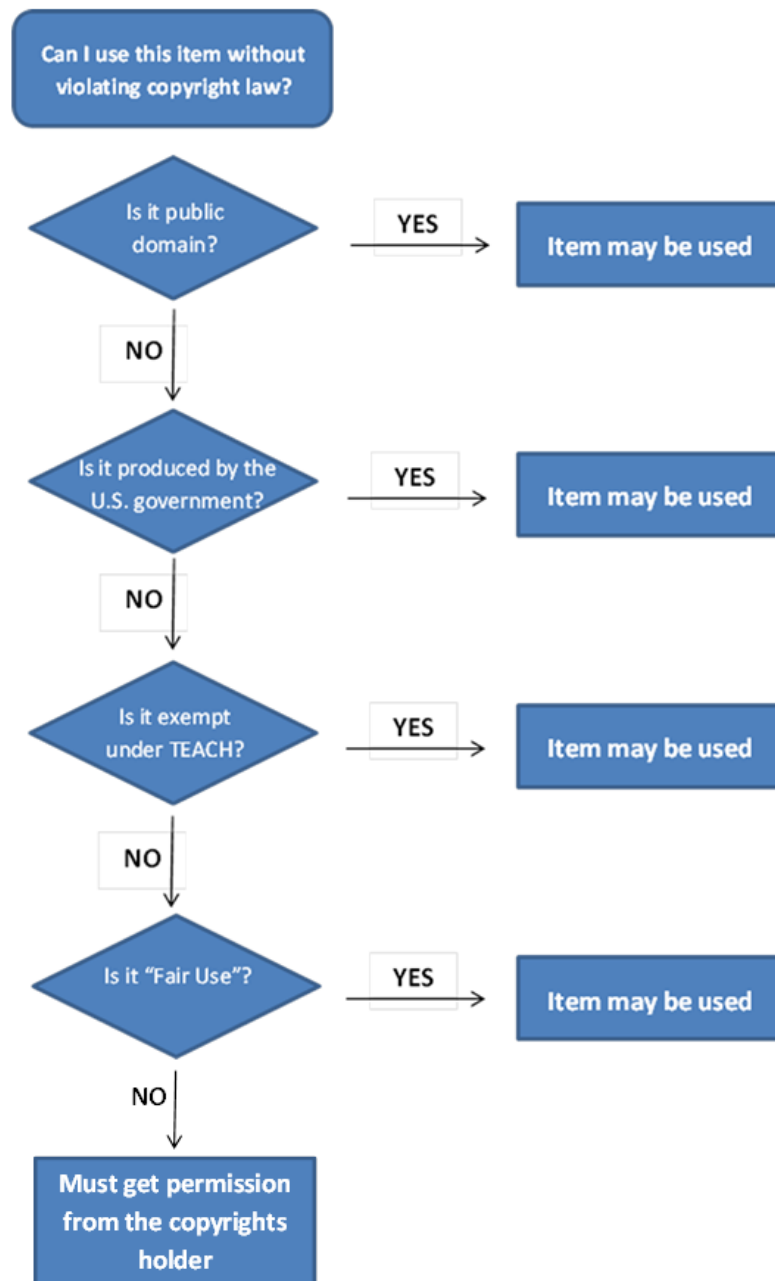 Can I use this item without
violating copyright law?
Is it public
domain?
YES
Item may be used
NO
Is it produced by the
U.S. government?
YES
Item may be used
NO
Is it exempt
under TEACH?
YES
Item may be used
NO
Is it “Fair Use”?
YES
Item may be used
NO
Must get permission
from the copyrights
holder